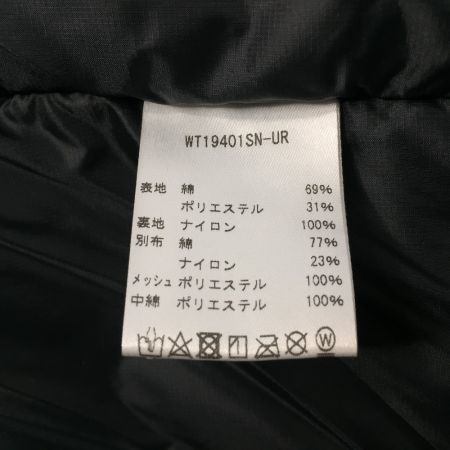 WT19401SN-UR
表地 綿 69%
ポリエステル 31%
裏地 ナイロン 100%
別布 綿 77%
ナイロン 23%
メッシュ ポリエステル 100%
中綿 ポリエステル 100%
W